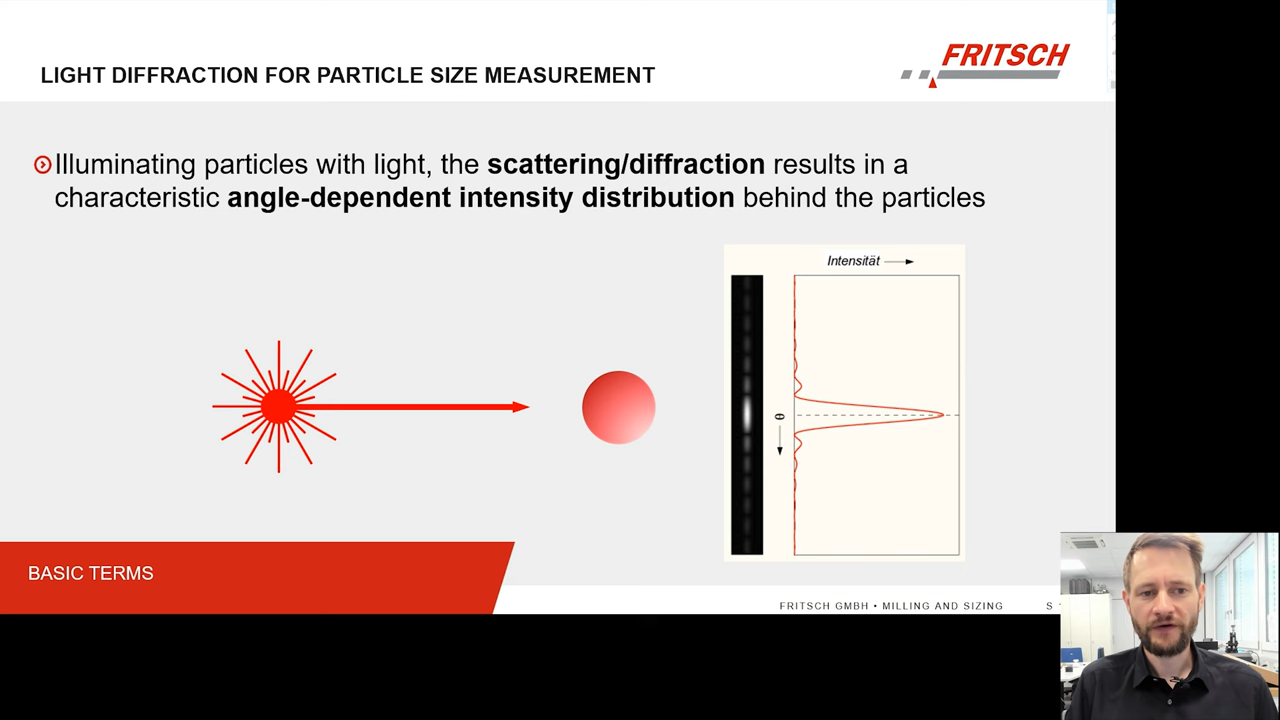 FRITSCH
LIGHT DIFFRACTION FOR PARTICLE SIZE MEASUREMENT
Illuminating particles with light, the scattering/diffraction results in a
characteristic angle-dependent intensity distribution behind the particles
Intensität
θ
BASIC TERMS
FRITSCH GMBH • MILLING AND SIZING
S